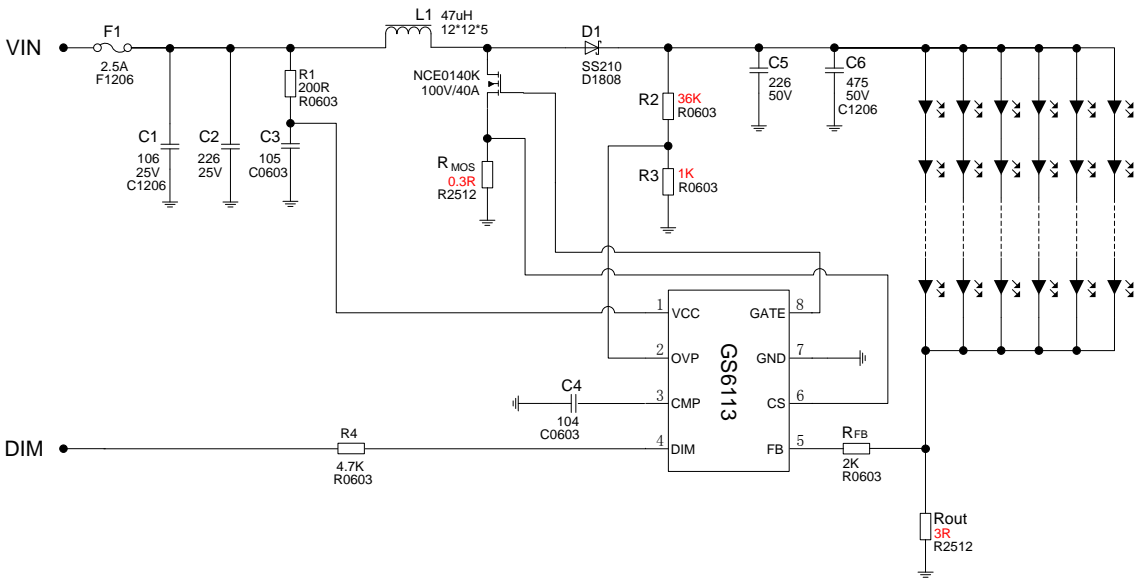 VIN
F1
2.5A
F1206
L1
47uH
12*12*5
D1
SS210
D1808
R1
200R
R0603
NCE0140K
100V/40A
R2
36K
R0603
C5
226
50V
C6
475
50V
C1206
C1
106
25V
C1206
C2
226
25V
C3
105
C0603
RMOS
0.3R
R2512
R3
1K
R0603
1
VCC
GATE
8
2
OVP
GND
7
3
CMP
CS
6
4
DIM
FB
5
GS6113
C4
104
C0603
DIM
R4
4.7K
R0603
RFB
2K
R0603
Rout
3R
R2512